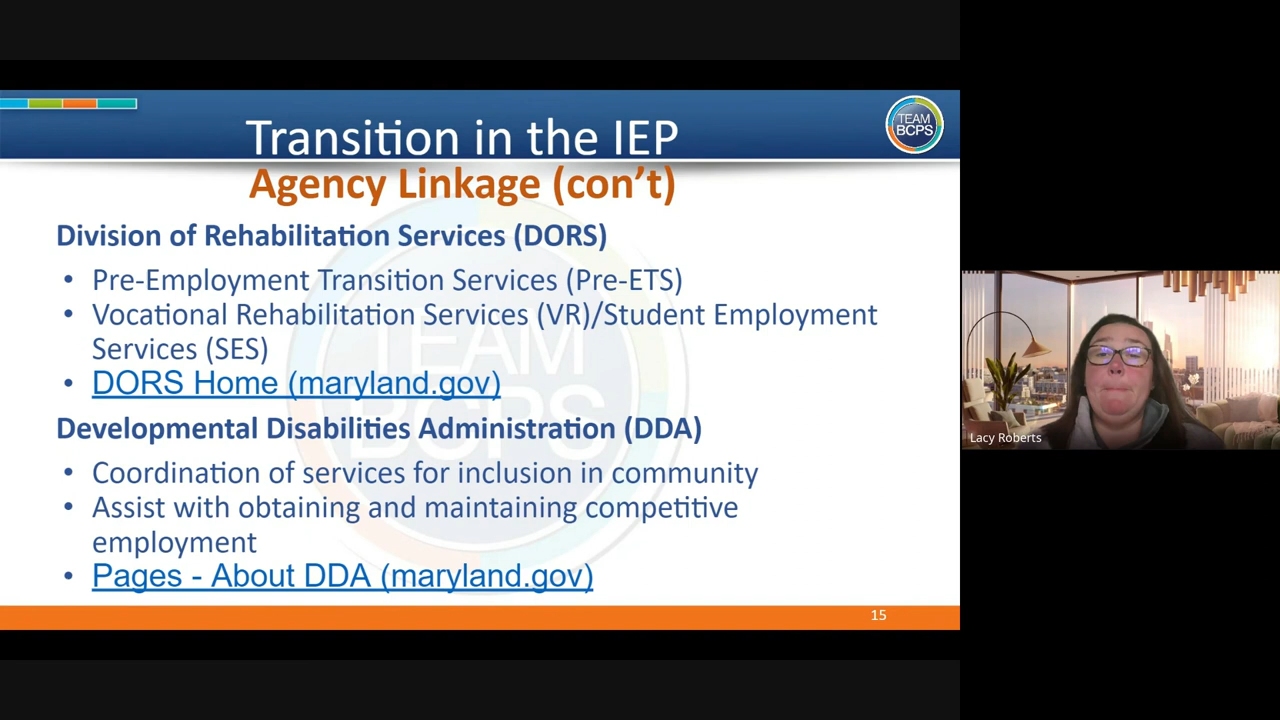 Transition in the IEP
TEAM
BCPS
Agency Linkage (con't)
Division of Rehabilitation Services (DORS)
• Pre-Employment Transition Services (Pre-ETS)
• Vocational Rehabilitation Services (VR)/Student Employment
Services (SES)
• DORS Home (maryland.gov)
Developmental Disabilities Administration (DDA)
• Coordination of services for inclusion in community
• Assist with obtaining and maintaining competitive
employment
• Pages - About DDA (maryland.gov)
TEAM
BCPS
15
Lacy Roberts